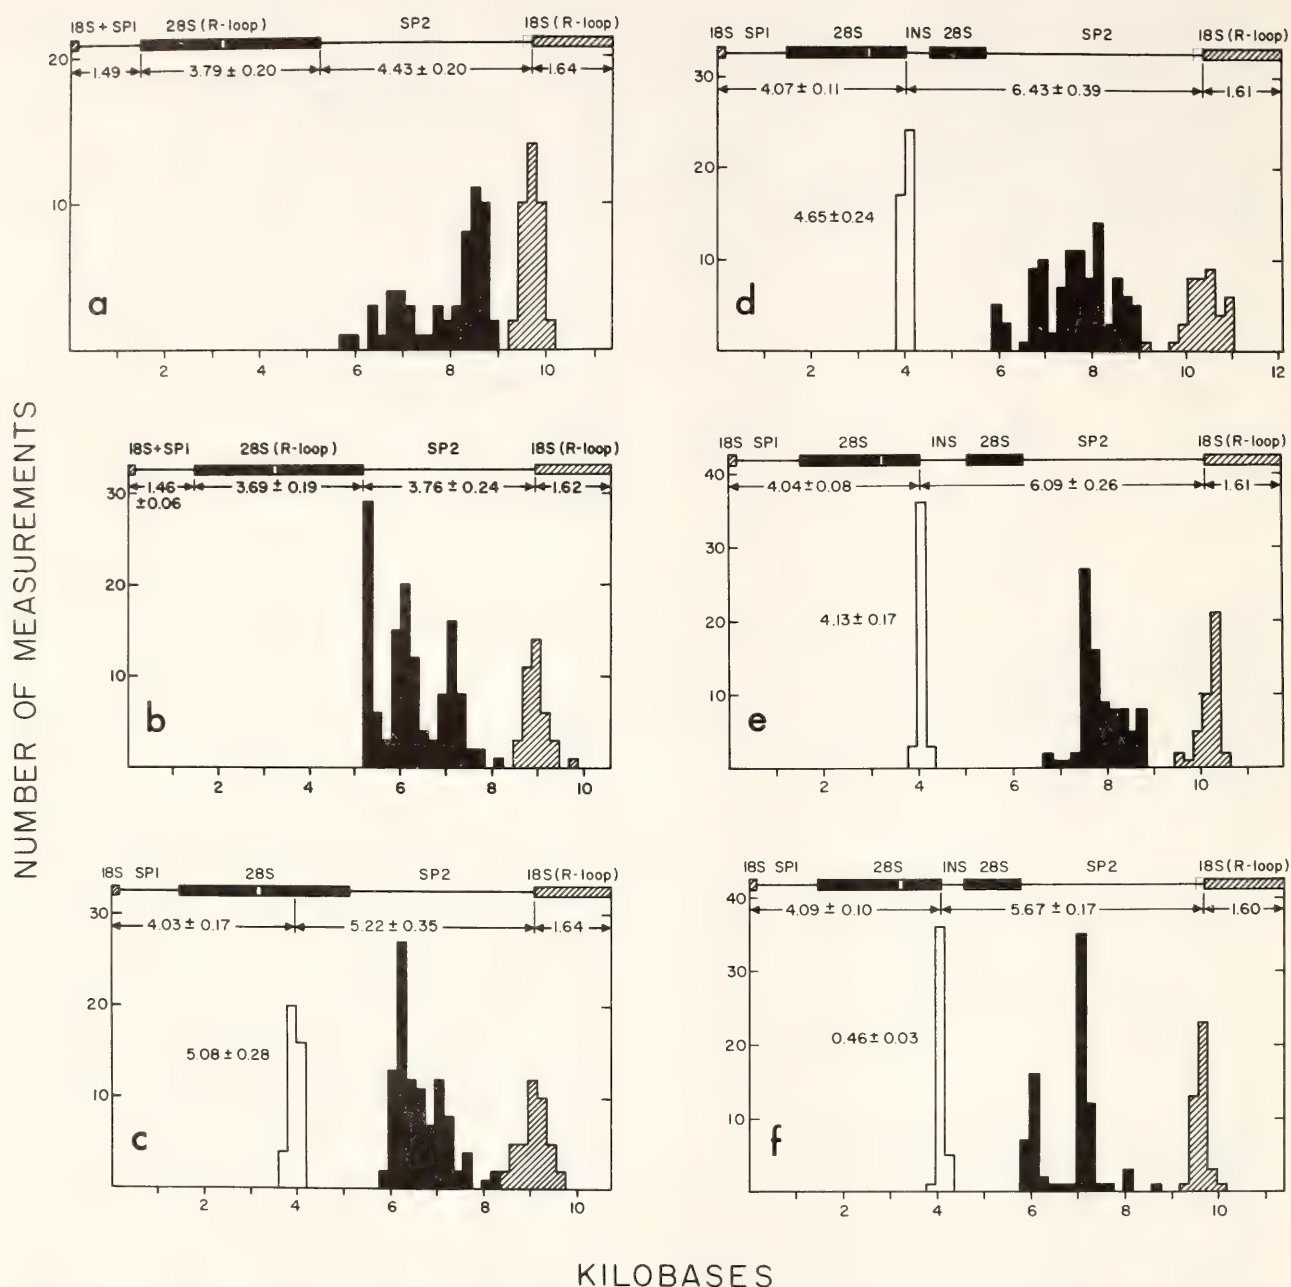 NUMBER OF MEASUREMENTS
18S + SP1 28S (R-loop) SP2 18S (R-loop)
20
1.49 3.79 ± 0.20 4.43 ± 0.20 1.64
10
a
2 4 6 8 10
18S+SP1 28S (R-loop) SP2 18S (R-loop)
30
1.46 ±0.06 3.69 ± 0.19 3.76 ± 0.24 1.62
20
10
b
2 4 6 8 10
18S SP1 28S SP2 18S (R-loop)
30
4.03 ± 0.17 5.22 ± 0.35 1.64
20
5.08 ± 0.28
10
c
2 4 6 8 10
18S SP1 28S INS 28S SP2 18S (R-loop)
30
4.07 ± 0.11 6.43 ± 0.39 1.61
20
4.65 ± 0.24
10
d
2 4 6 8 10 12
18S SP1 28S INS 28S SP2 18S (R-loop)
40
4.04 ± 0.08 6.09 ± 0.26 1.61
30
20
4.13 ± 0.17
10
e
2 4 6 8 10
18S SP1 28S INS 28S SP2 18S (R-loop)
40
4.09 ± 0.10 5.67 ± 0.17 1.60
30
20
0.46 ± 0.03
10
f
2 4 6 8 10
KILOBASES